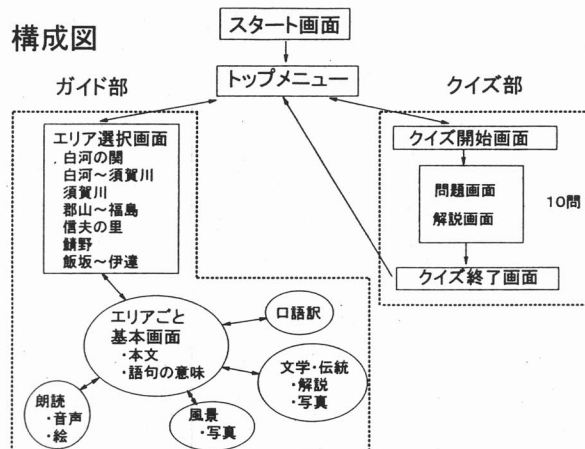 構成図
スタート画面
トップメニュー
ガイド部
クイズ部
エリア選択画面
白河の関
白河～須賀川
須賀川
郡山～福島
信夫の里
鯖野
飯坂～伊達
エリアごと
基本画面
・本文
・語句の意味
口語訳
文学・伝統
・解説
・写真
風景
・写真
朗読
・音声
・絵
クイズ開始画面
問題画面
解説画面
10問
クイズ終了画面